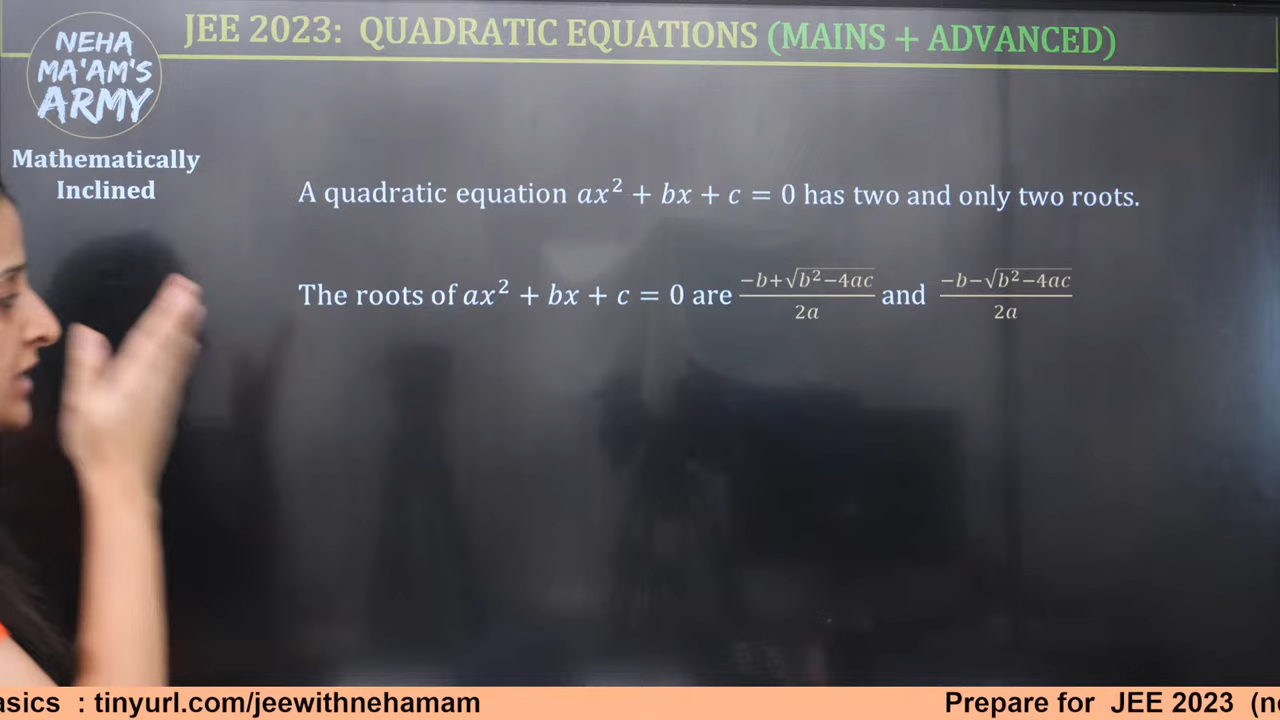 JEE 2023: QUADRATIC EQUATIONS (MAINS + ADVANCED)
NEHA
MA'AM'S
ARMY
Mathematically
Inclined
A quadratic equation ax² + bx + c = 0 has two and only two roots.
The roots of ax² + bx + c = 0 are (−b+√(b²−4ac))/2a and (−b−√(b²−4ac))/2a
: tinyurl.com/jeewithnehamam
Prepare for JEE 2023